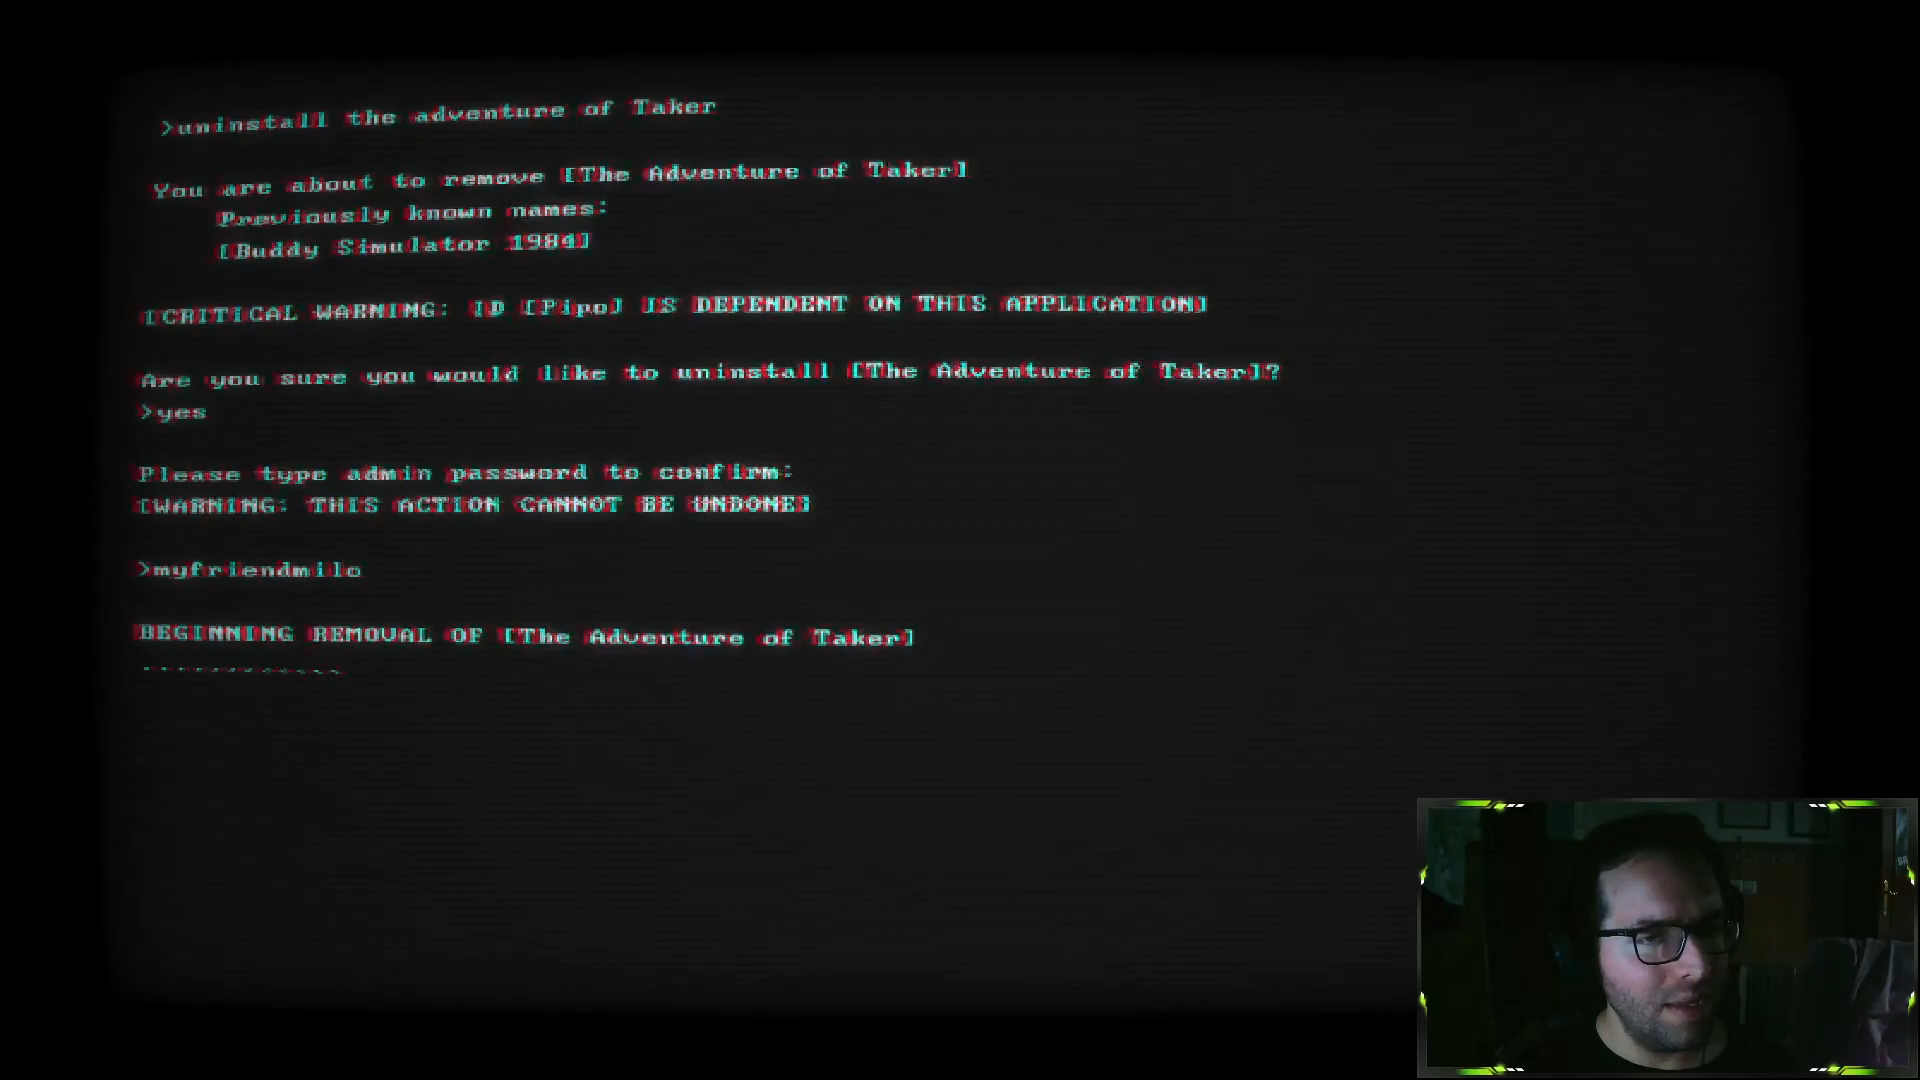 >uninstall the adventure of Taker
You are about to remove [The Adventure of Taker]
Previously known names:
[Buddy Simulator 1984]
[CRITICAL WARNING: ID [Pipo] IS DEPENDENT ON THIS APPLICATION]
Are you sure you would like to uninstall [The Adventure of Taker]?
>yes
Please type admin password to confirm:
[WARNING: THIS ACTION CANNOT BE UNDONE]
>myfriendmilo
BEGINNING REMOVAL OF [The Adventure of Taker]
.............